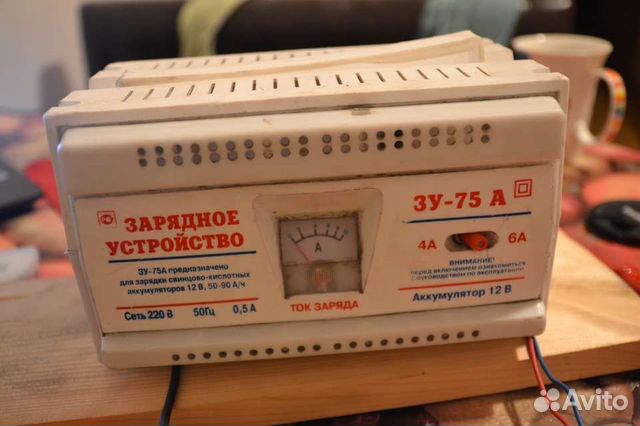 ЗАРЯДНОЕ
УСТРОЙСТВО
ЗУ-75А предназначено
для зарядки свинцово-кислотных
аккумуляторов 12 В, 50-90 А/ч
Сеть 220 В 50Гц 0,5 А
А
ТОК ЗАРЯДА
ЗУ-75 А
4А 6А
ВНИМАНИЕ!
перед включением ознакомиться
с руководством по эксплуатации
Аккумулятор 12 В
Avito